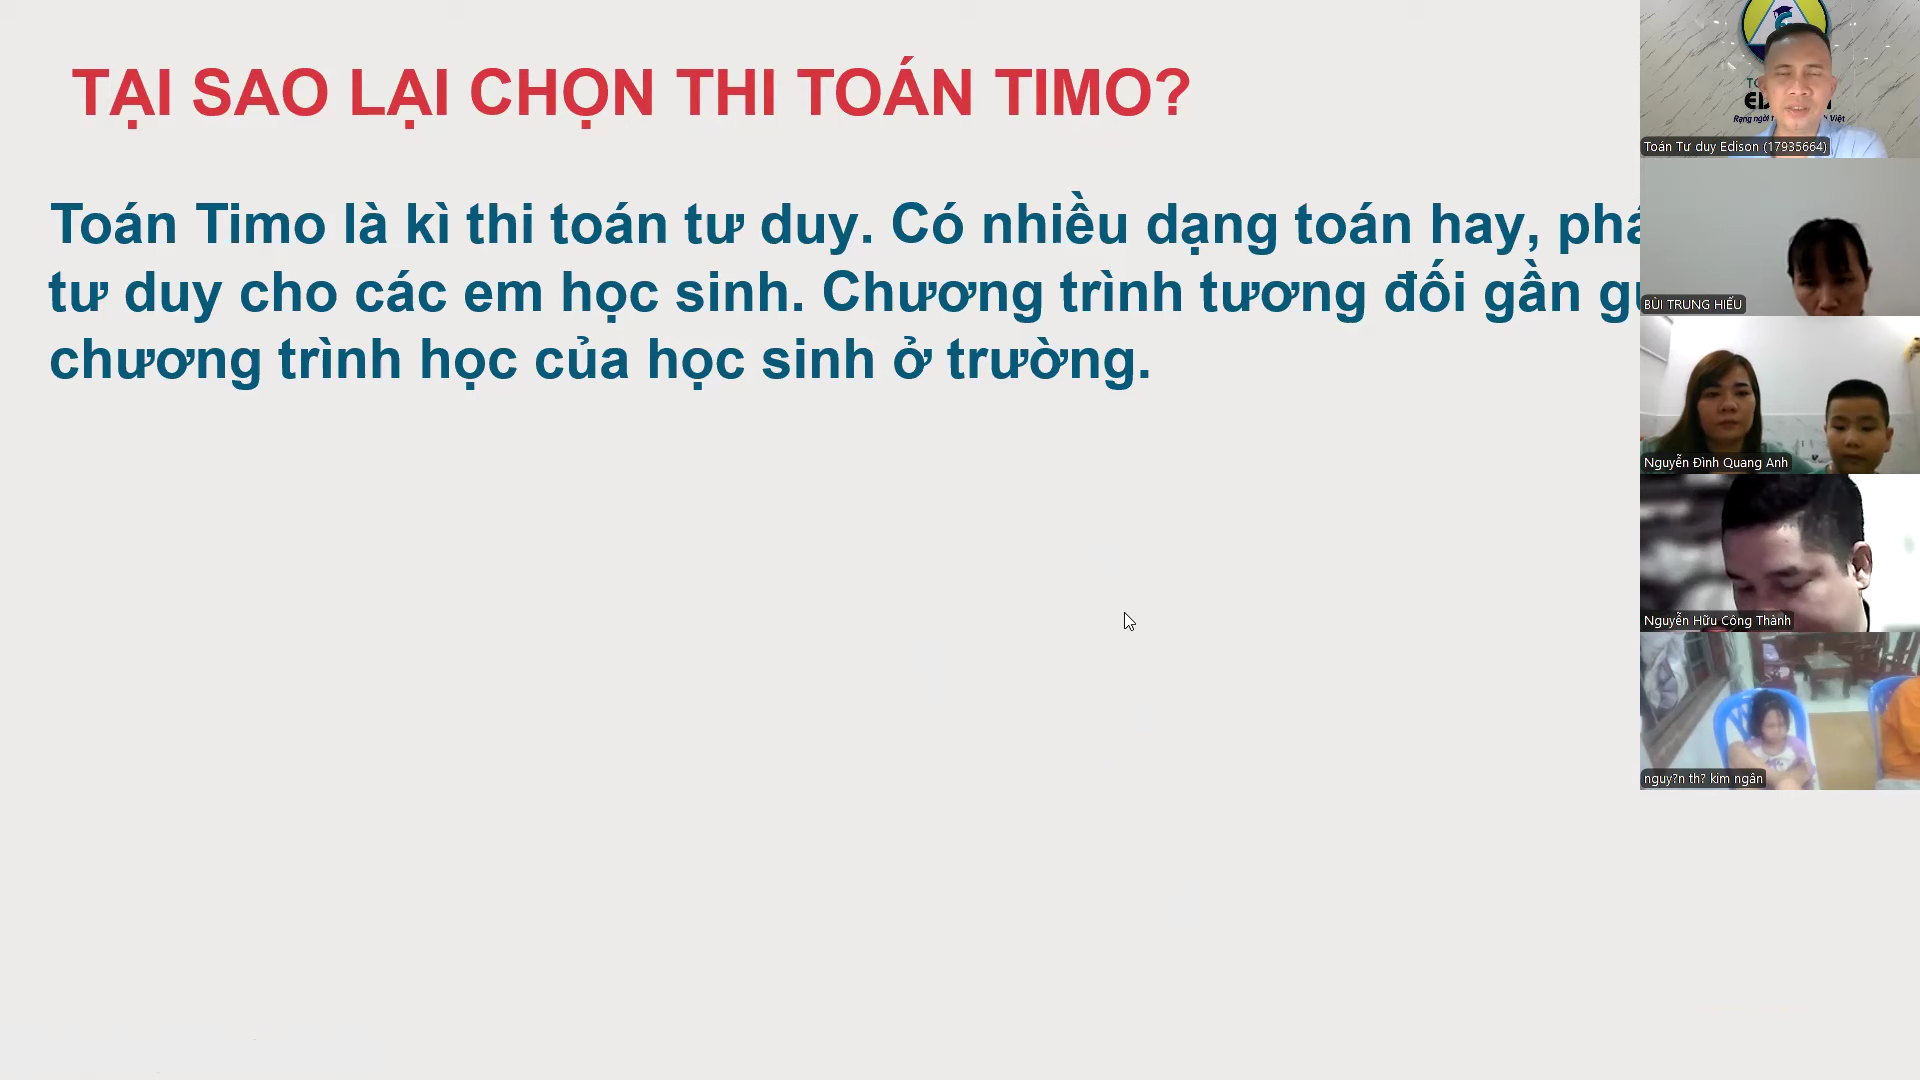 TẠI SAO LẠI CHỌN THI TOÁN TIMO?
Toán Timo là kì thi toán tư duy. Có nhiều dạng toán hay,
tư duy cho các em học sinh. Chương trình tương đối gần
chương trình học của học sinh ở trường.
Toán Tư duy Edison (17935664)
BÙI TRUNG HIẾU
Nguyễn Đình Quang Anh
Nguyễn Hữu Công Thành
nguy?n th? kim ngân